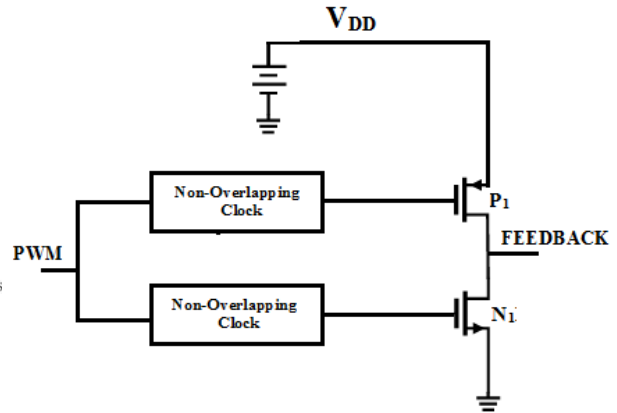 VDD
Non-Overlapping
Clock
P1
FEEDBACK
PWM
s
Non-Overlapping
Clock
N1